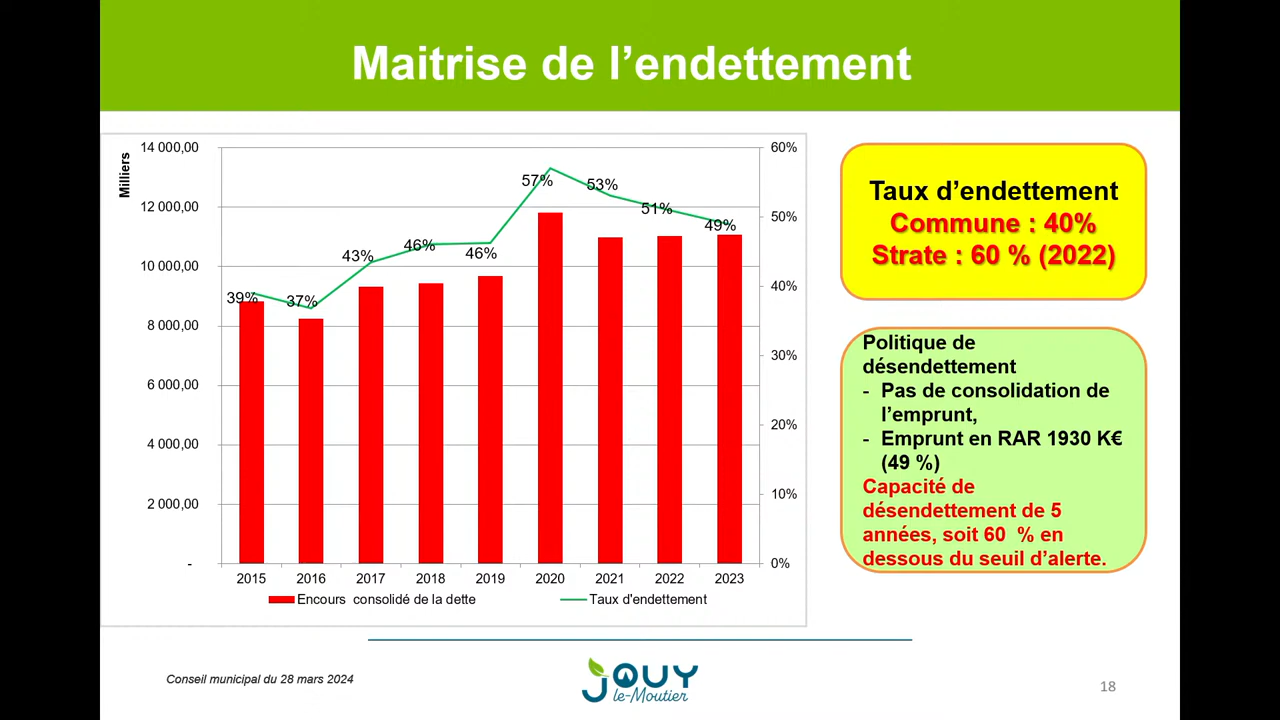 Maitrise de l'endettement
Milliers
14 000,00
12 000,00
10 000,00
8 000,00
6 000,00
4 000,00
2 000,00
-
60%
50%
40%
30%
20%
10%
0%
39%
37%
43%
46%
46%
57%
53%
51%
49%
2015 2016 2017 2018 2019 2020 2021 2022 2023
Encours consolidé de la dette
Taux d'endettement
Taux d'endettement
Commune : 40%
Strate : 60 % (2022)
Politique de
désendettement
- Pas de consolidation de
l'emprunt,
- Emprunt en RAR 1930 K€
(49 %)
Capacité de
désendettement de 5
années, soit 60 % en
dessous du seuil d'alerte.
Conseil municipal du 28 mars 2024
JOUY
le-Moutier
18